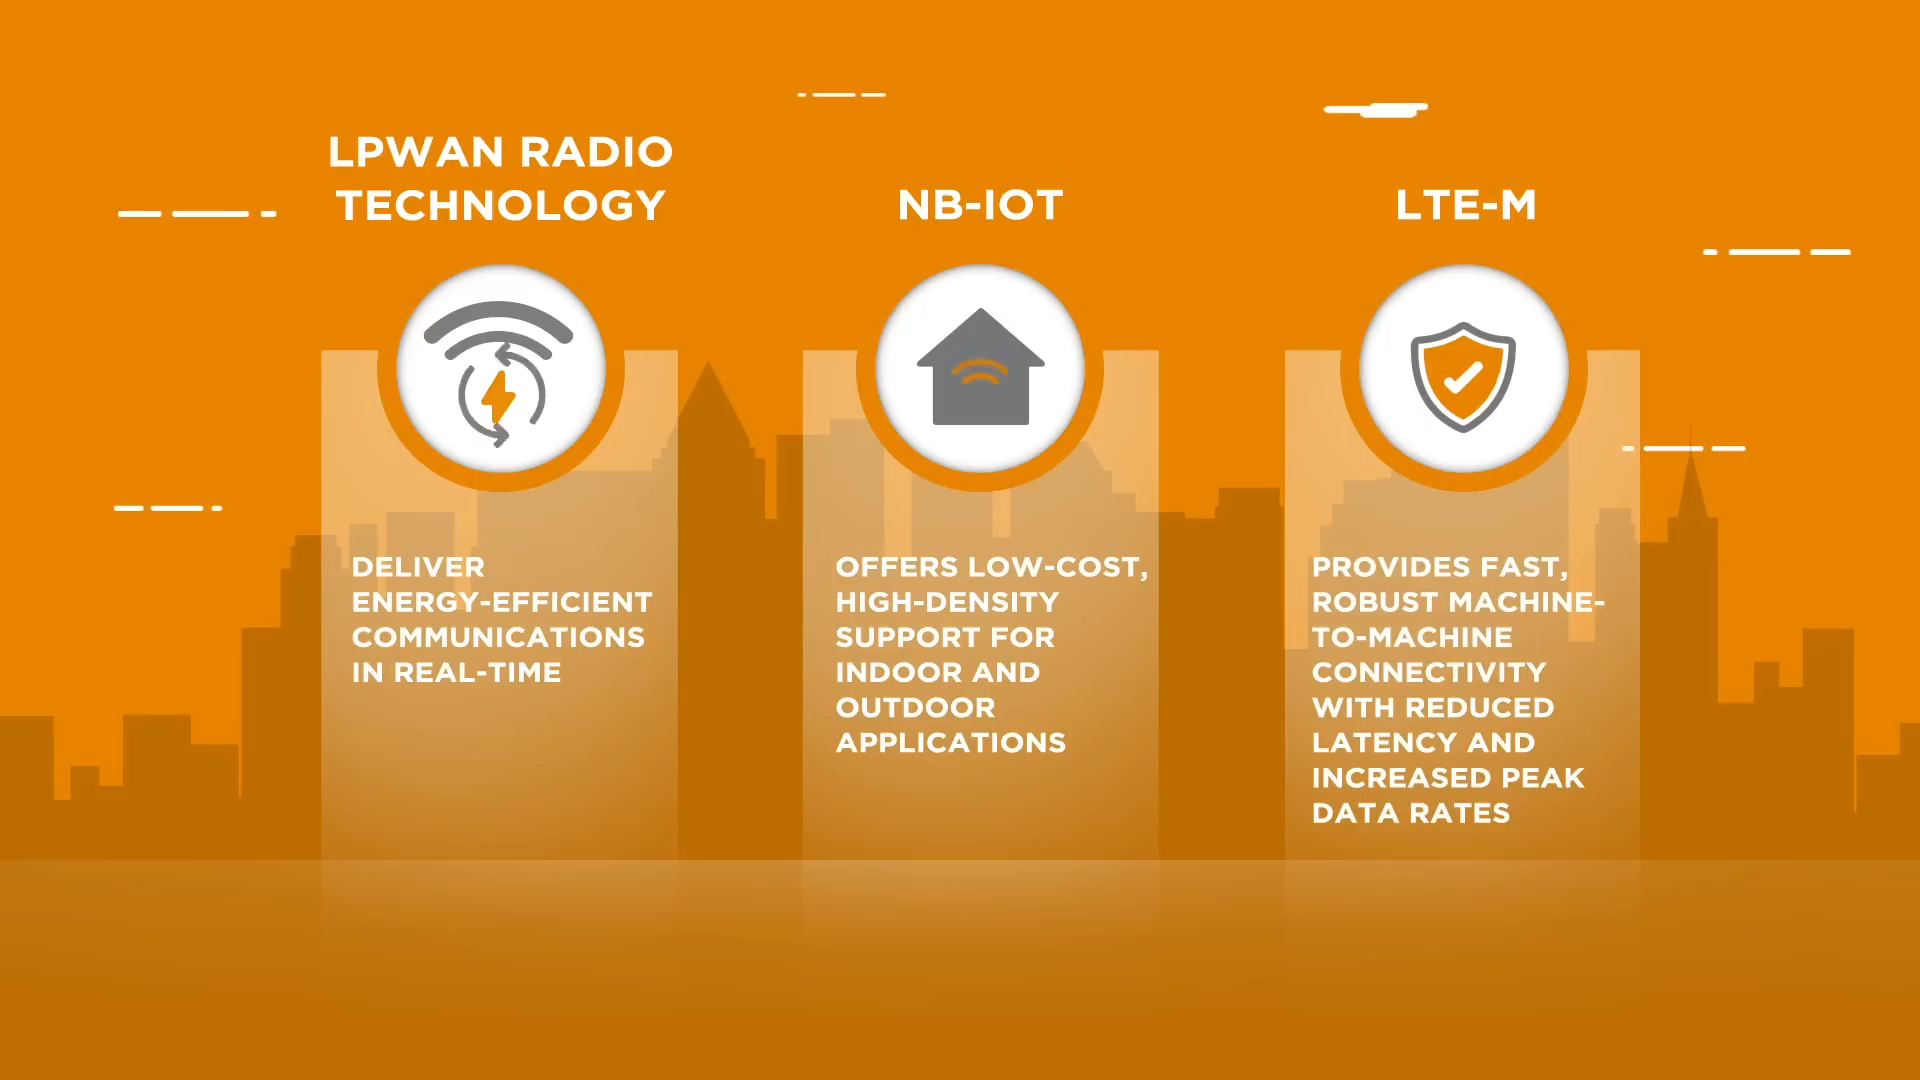 LPWAN RADIO
TECHNOLOGY
DELIVER
ENERGY-EFFICIENT
COMMUNICATIONS
IN REAL-TIME
NB-IOT
OFFERS LOW-COST,
HIGH-DENSITY
SUPPORT FOR
INDOOR AND
OUTDOOR
APPLICATIONS
LTE-M
PROVIDES FAST,
ROBUST MACHINE-
TO-MACHINE
CONNECTIVITY
WITH REDUCED
LATENCY AND
INCREASED PEAK
DATA RATES